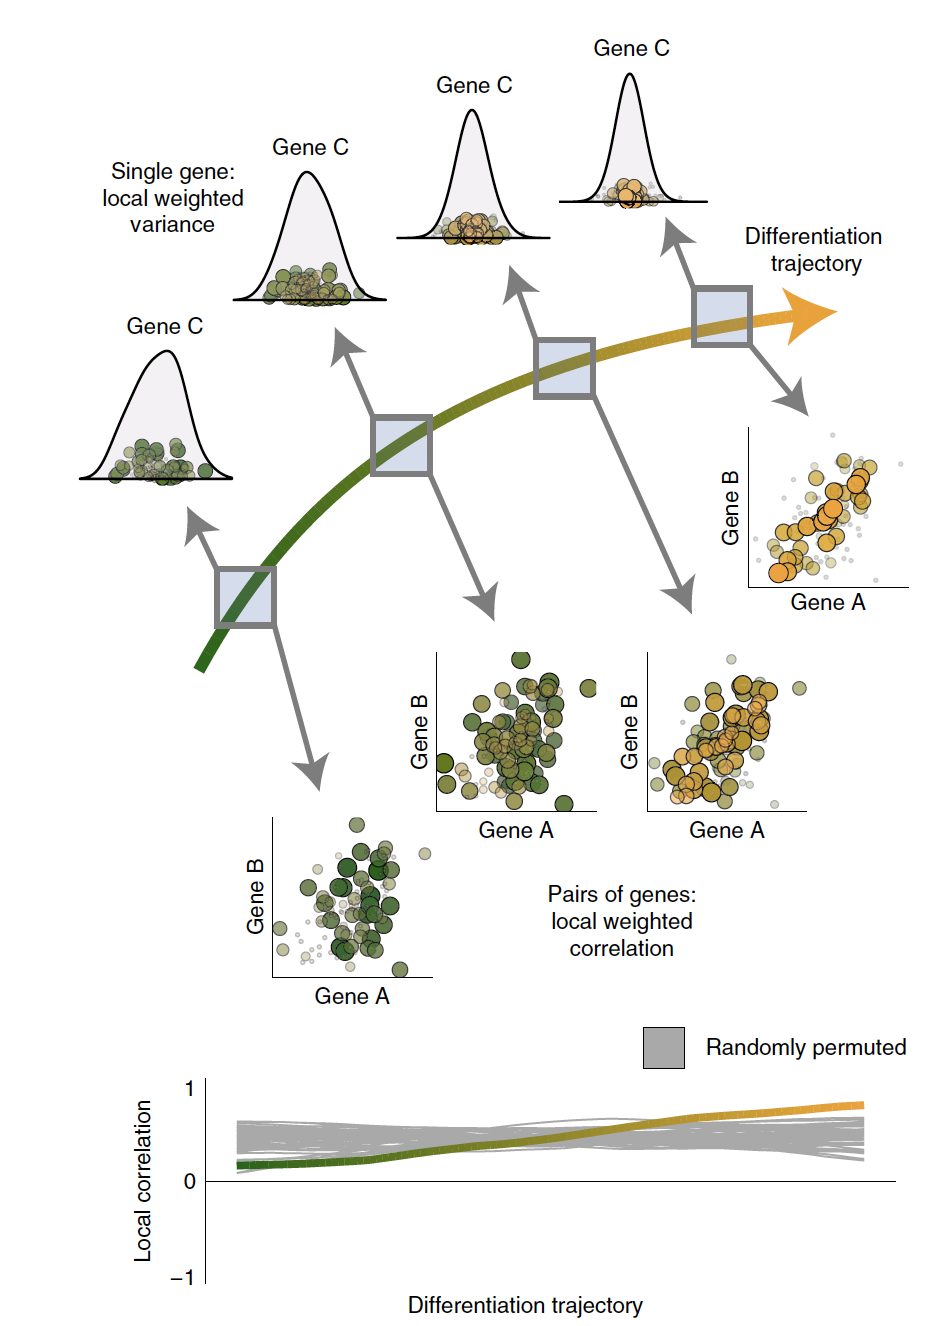 Gene C
Gene C
Gene C
Single gene:
local weighted
variance
Differentiation
trajectory
Gene C
Gene B
Gene A
Gene B
Gene A
Gene B
Gene A
Gene B
Gene A
Pairs of genes:
local weighted
correlation
Randomly permuted
Local correlation
1
0
−1
Differentiation trajectory